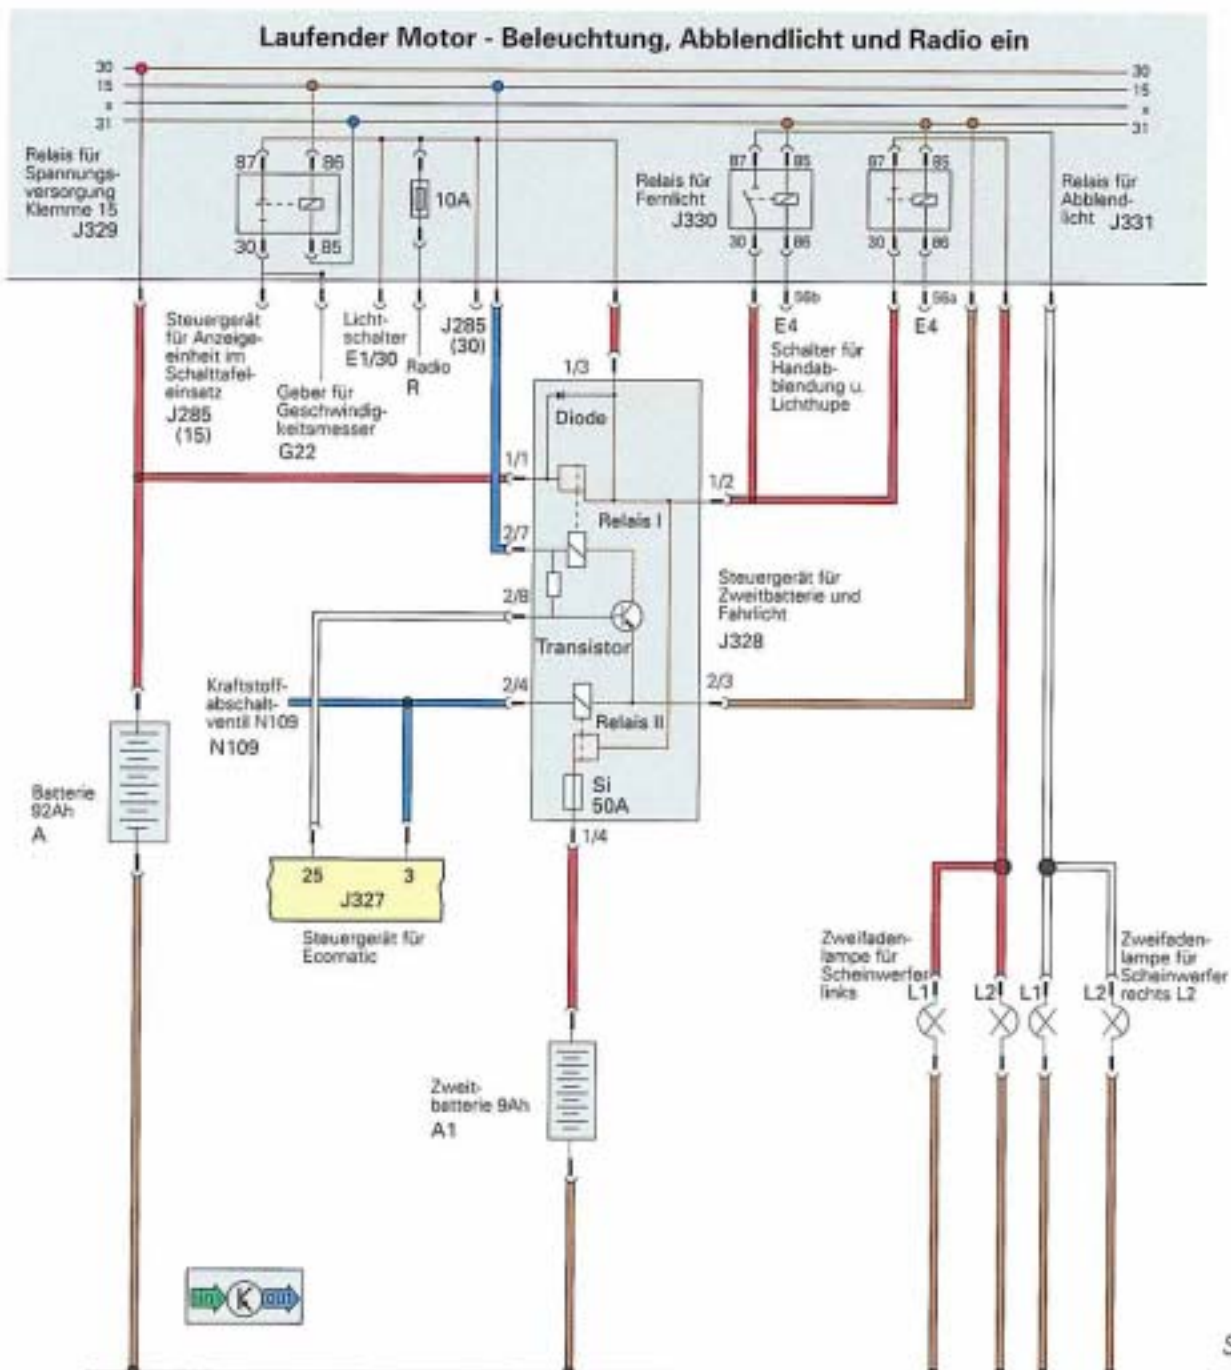 Laufender Motor - Beleuchtung, Abblendlicht und Radio ein
30
15
x
31
30
15
x
31
Relais für
Spannungs-
versorgung
Klemme 15
J329
87
86
30
85
10A
Relais für
Fernlicht
J330
87
85
30
86
87
85
30
86
Relais für
Abblend-
licht J331
Steuergerät
für Anzeige-
einheit im
Schalttafel-
einsatz
J285
(15)
Geber für
Geschwindig-
keitsmesser
G22
Licht-
schalter
E1/30
Radio
R
J285
(30)
56b
E4
56a
E4
Schalter für
Handab-
blendung u.
Lichthupe
1/3
Diode
1/1
1/2
Relais I
2/7
2/8
Transistor
Steuergerät für
Zweitbatterie und
Fahrlicht
J328
Kraftstoff-
abschalt-
ventil N109
N109
2/4
2/3
Relais II
Si
50A
1/4
Batterie
92Ah
A
25
3
J327
Steuergerät für
Ecomatic
Zweifaden-
lampe für
Scheinwerfer
links
L1
L2
L1
L2
Zweifaden-
lampe für
Scheinwerfer
rechts L2
Zweit-
batterie 9Ah
A1
in
out
S